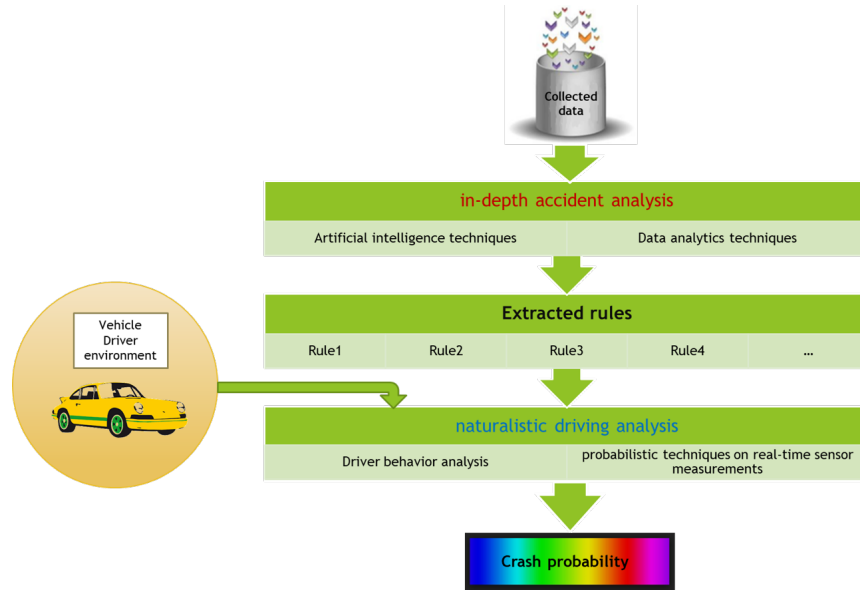 Collected
data
in-depth accident analysis
Artificial intelligence techniques
Data analytics techniques
Extracted rules
Rule1
Rule2
Rule3
Rule4
...
Vehicle
Driver
environment
naturalistic driving analysis
Driver behavior analysis
probabilistic techniques on real-time sensor
measurements
Crash probability